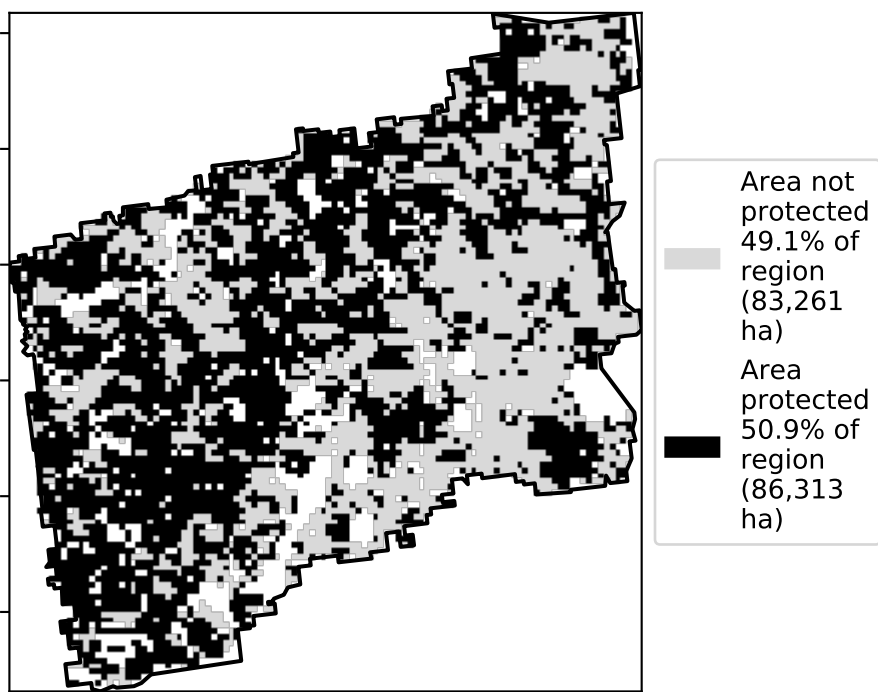 Area not
protected
49.1% of
region
(83,261
ha)
Area
protected
50.9% of
region
(86,313
ha)